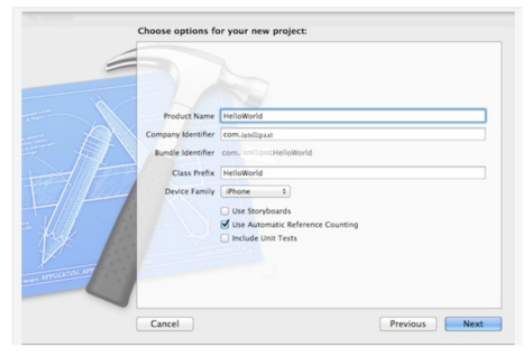 Choose options for your new project:
Product Name HelloWorld
Company Identifier com.intellipaat
Bundle Identifier com. HelloWorld
Class Prefix HelloWorld
Device Family iPhone
Use Storyboards
Use Automatic Reference Counting
Include Unit Tests
Cancel Previous Next